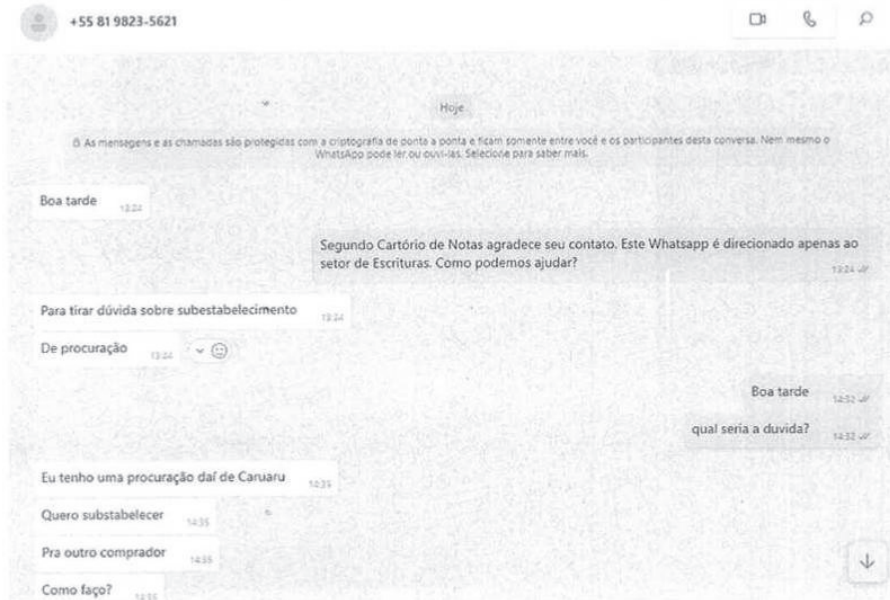 +55 81 9823-5621
Hoje
As mensagens e as chamadas são protegidas com a criptografia de ponta a ponta e ficam somente entre você e os participantes desta conversa. Nem mesmo o
WhatsApp pode ler ou ouvi-las. Selecione para saber mais.
Boa tarde
Segundo Cartório de Notas agradece seu contato. Este Whatsapp é direcionado apenas ao
setor de Escrituras. Como podemos ajudar?
Para tirar dúvida sobre subestabelecimento
De procuração
Boa tarde
qual seria a duvida?
Eu tenho uma procuração daí de Caruaru
Quero substabelecer
Pra outro comprador
Como faço?